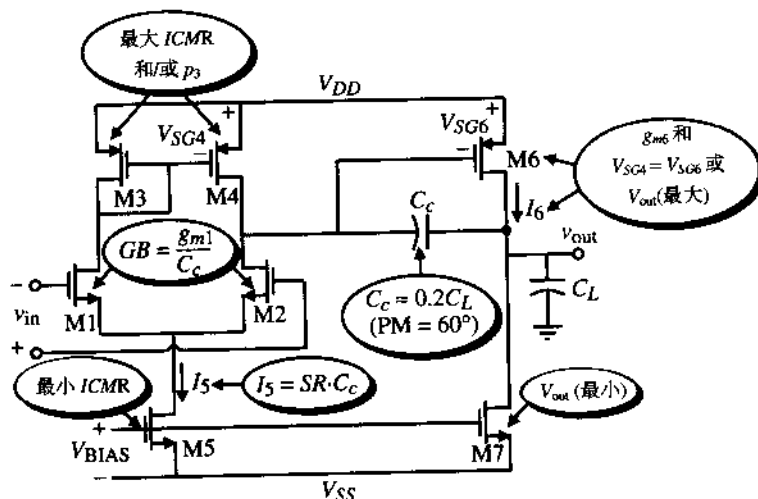 最大 ICMR
和/或 p3
VDD
VSG4
+
−
VSG6
+
−
gm6 和
VSG4 = VSG6 或
Vout(最大)
M3
M4
M6
I6
Cc
GB = gm1/Cc
vout
CL
−
vin
+
M1
M2
Cc = 0.2CL
(PM = 60°)
最小 ICMR
I5
I5 = SR·Cc
Vout (最小)
+
VBIAS
−
M5
M7
VSS